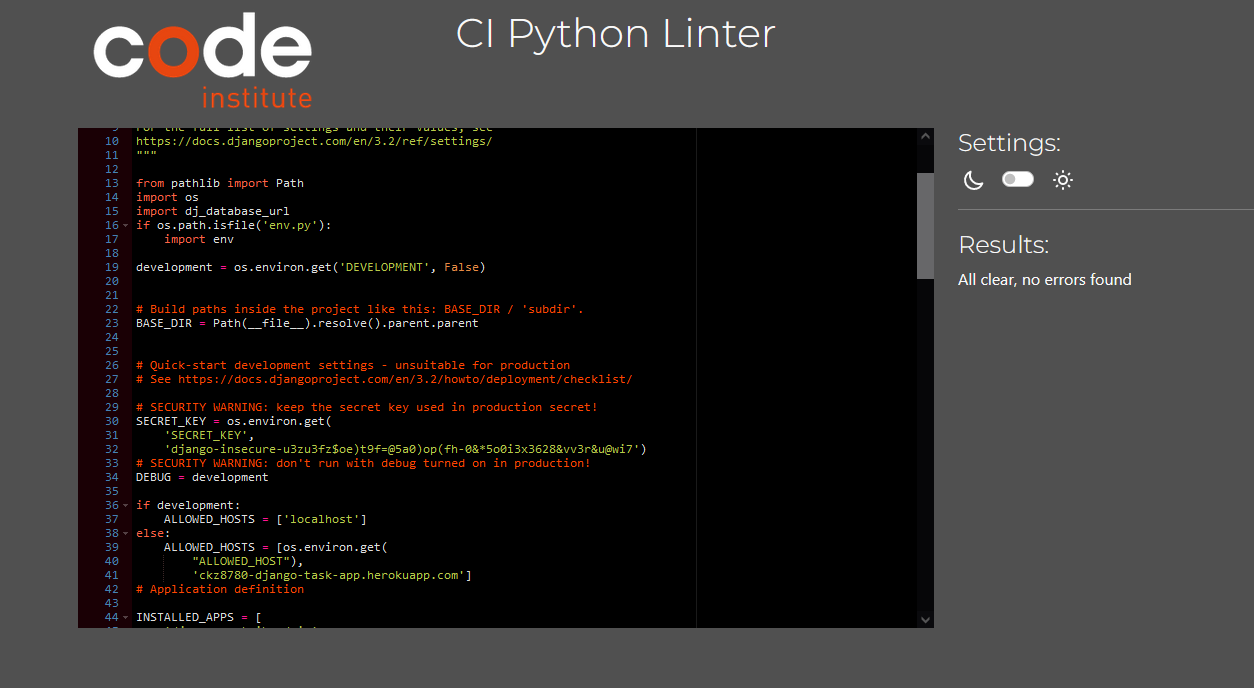 code
institute
CI Python Linter
9 For the full list of settings and their values, see
10 https://docs.djangoproject.com/en/3.2/ref/settings/
11 """
12
13 from pathlib import Path
14 import os
15 import dj_database_url
16 if os.path.isfile('env.py'):
17 import env
18
19 development = os.environ.get('DEVELOPMENT', False)
20
21
22 # Build paths inside the project like this: BASE_DIR / 'subdir'.
23 BASE_DIR = Path(__file__).resolve().parent.parent
24
25
26 # Quick-start development settings - unsuitable for production
27 # See https://docs.djangoproject.com/en/3.2/howto/deployment/checklist/
28
29 # SECURITY WARNING: keep the secret key used in production secret!
30 SECRET_KEY = os.environ.get(
31 'SECRET_KEY',
32 'django-insecure-u3zu3fz$oe)t9f=@5a0)op(fh-0&*5o0i3x3628&vv3r&u@wi7')
33 # SECURITY WARNING: don't run with debug turned on in production!
34 DEBUG = development
35
36 if development:
37 ALLOWED_HOSTS = ['localhost']
38 else:
39 ALLOWED_HOSTS = [os.environ.get(
40 "ALLOWED_HOST"),
41 'ckz8780-django-task-app.herokuapp.com']
42 # Application definition
43
44 INSTALLED_APPS = [
Settings:
Results:
All clear, no errors found